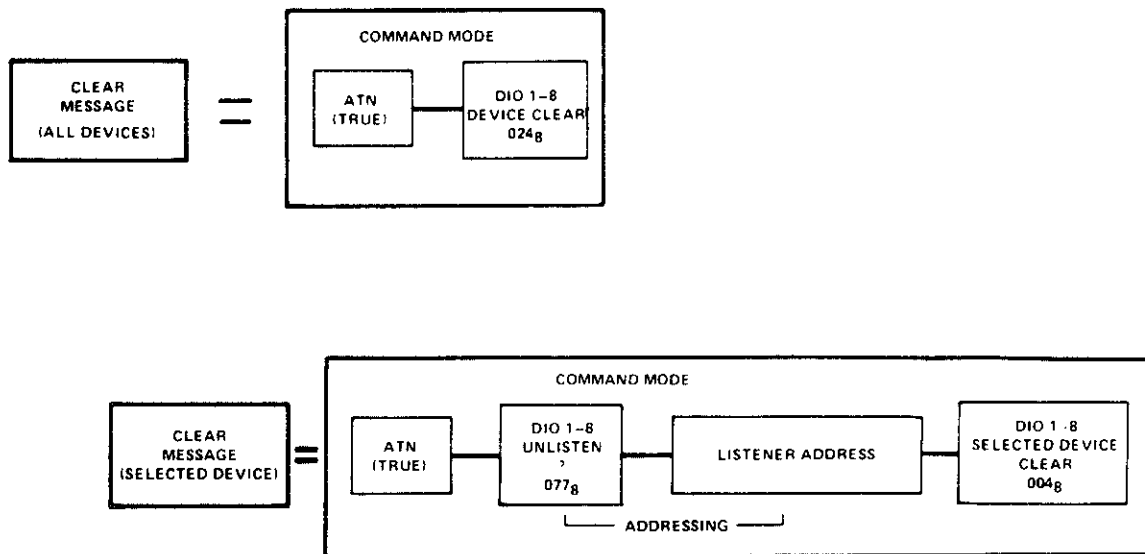 COMMAND MODE
CLEAR
MESSAGE
(ALL DEVICES)
=
ATN
(TRUE)
DIO 1-8
DEVICE CLEAR
024₈
COMMAND MODE
CLEAR
MESSAGE
(SELECTED DEVICE)
=
ATN
(TRUE)
DIO 1-8
UNLISTEN
?
077₈
LISTENER ADDRESS
DIO 1-8
SELECTED DEVICE
CLEAR
004₈
ADDRESSING